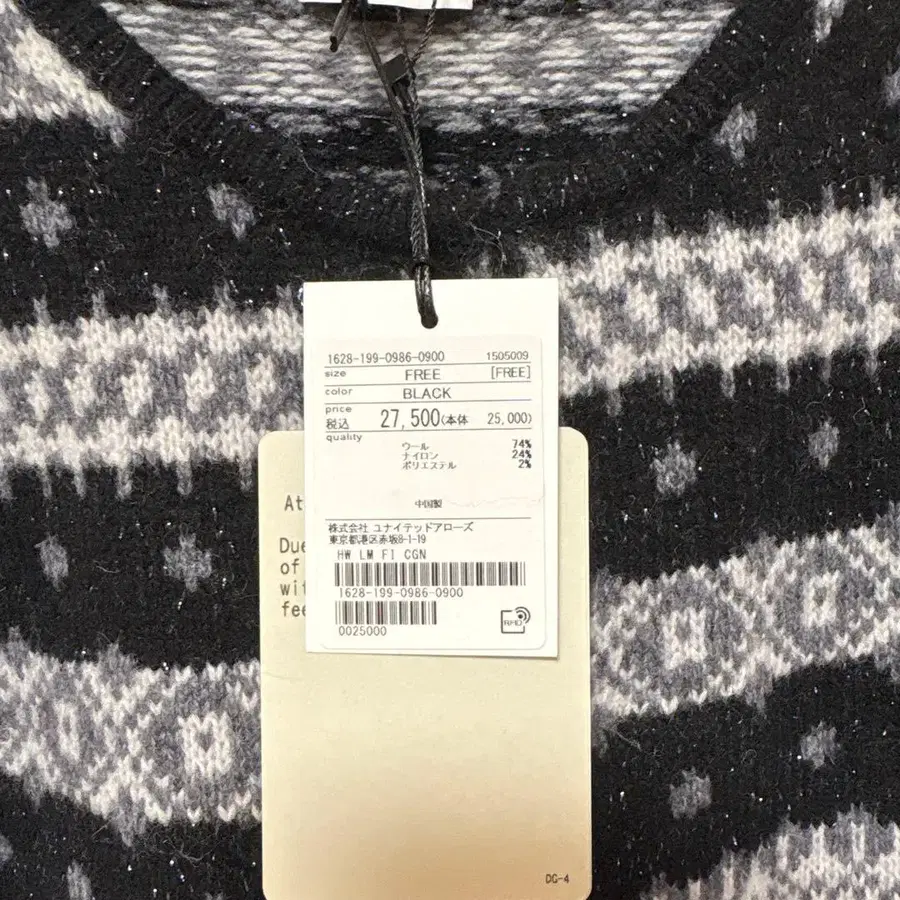 1628-199-0986-0900 1505009
size FREE [FREE]
color BLACK
price
税込 27,500(本体 25,000)
quality
ウール 74%
ナイロン 24%
ポリエステル 2%
中国製
株式会社 ユナイテッドアローズ
東京都港区赤坂8-1-19
HW LM FI CGN
1628-199-0986-0900
0025000
RFID
At
Due
of
wit
fee
DG-4